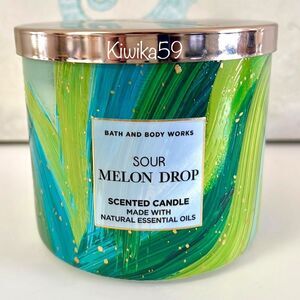 Kiwika59
BATH AND BODY WORKS
SOUR
MELON DROP
SCENTED CANDLE
MADE WITH
NATURAL ESSENTIAL OILS